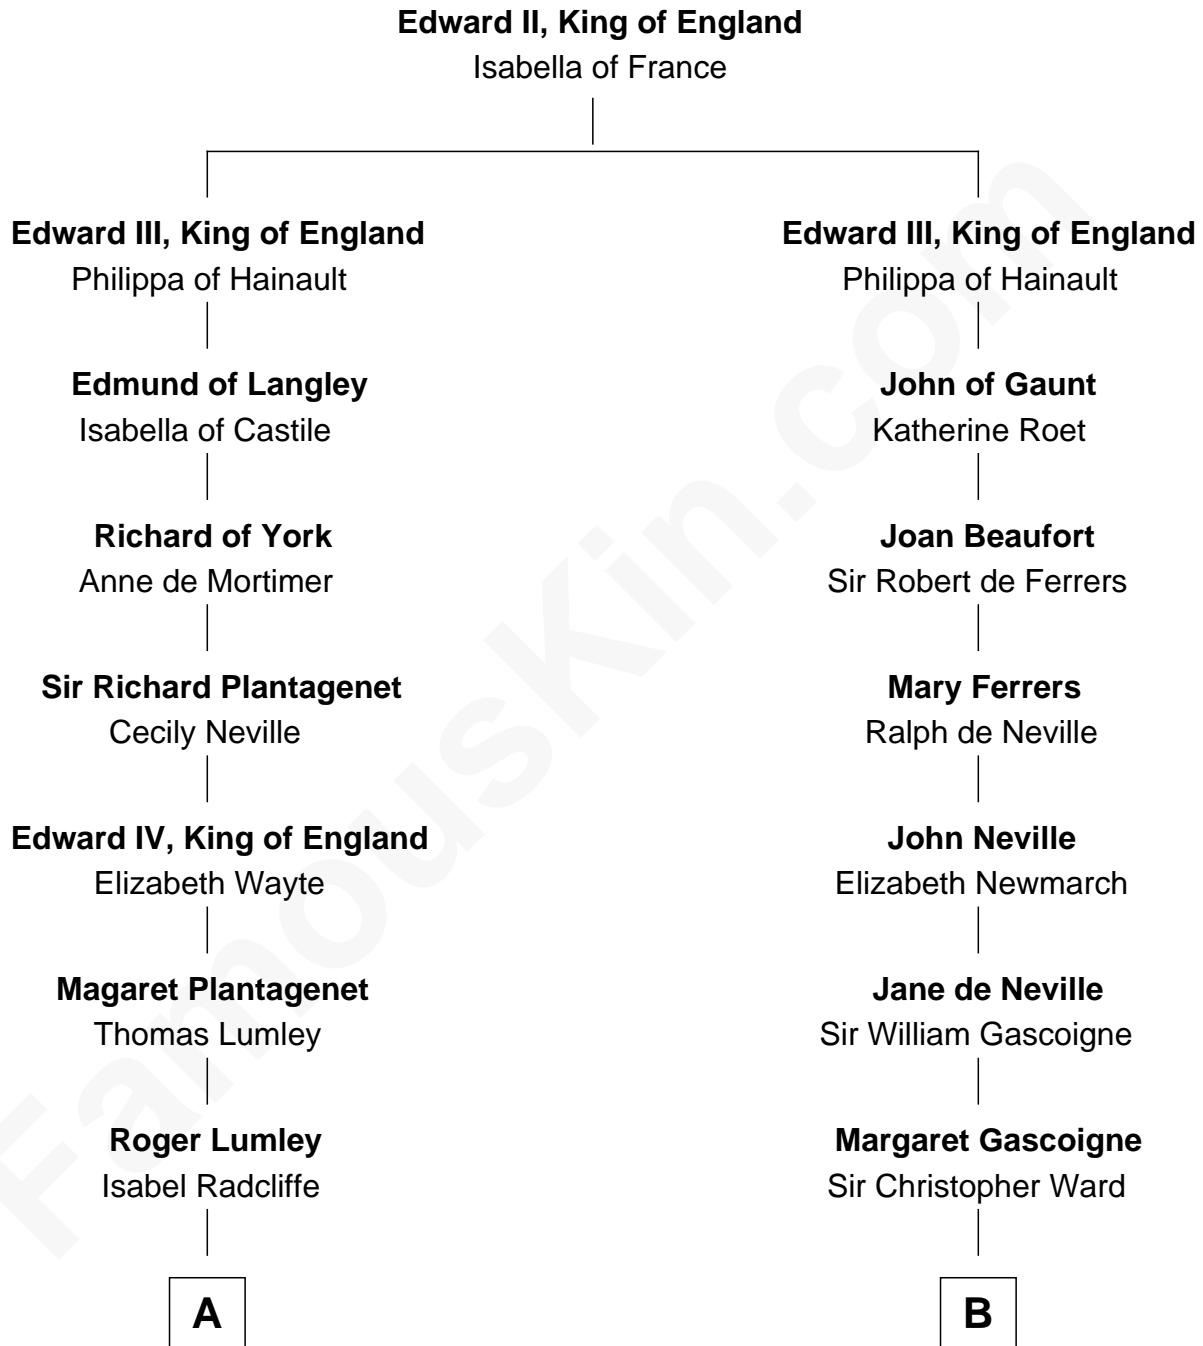 Edward II, King of England
Isabella of France
Edward III, King of England
Philippa of Hainault
Edmund of Langley
Isabella of Castile
Richard of York
Anne de Mortimer
Sir Richard Plantagenet
Cecily Neville
Edward IV, King of England
Elizabeth Wayte
Magaret Plantagenet
Thomas Lumley
Roger Lumley
Isabel Radcliffe
A
Edward III, King of England
Philippa of Hainault
John of Gaunt
Katherine Roet
Joan Beaufort
Sir Robert de Ferrers
Mary Ferrers
Ralph de Neville
John Neville
Elizabeth Newmarch
Jane de Neville
Sir William Gascoigne
Margaret Gascoigne
Sir Christopher Ward
B
FamousKin.com